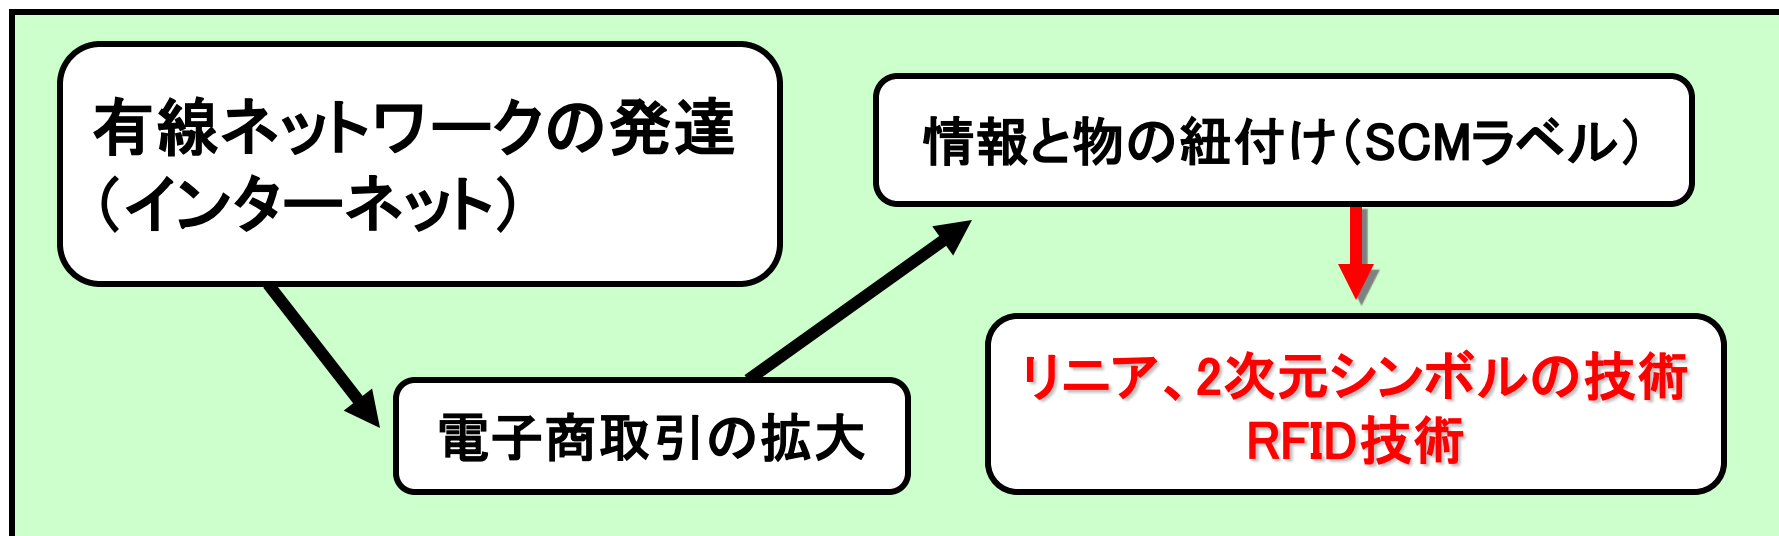 有線ネットワークの発達
（インターネット）
電子商取引の拡大
情報と物の紐付け（SCMラベル）
リニア、2次元シンボルの技術
RFID技術